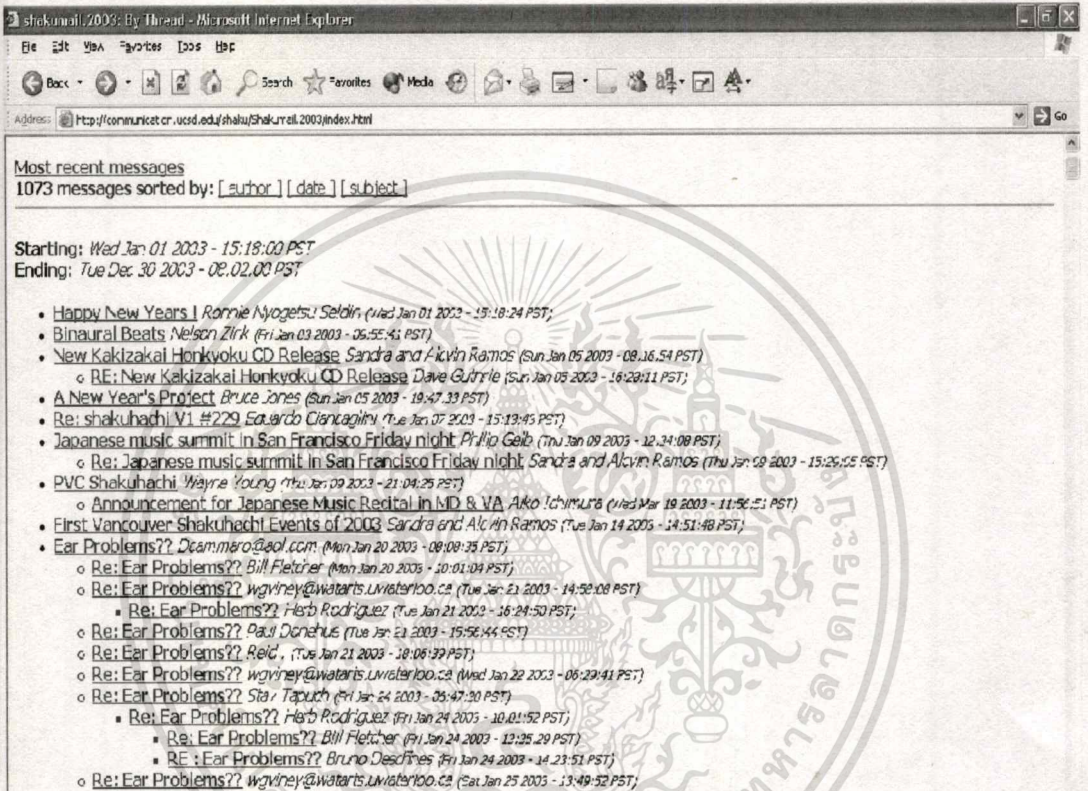 shakumail.2003: By Thread - Microsoft Internet Explorer
File Edit View Favorites Tools Help
Back Search Favorites Media
Address http://communicator.ucsd.edu/shaku/Shakumail.2003/index.html Go
Most recent messages
1073 messages sorted by: [ author ] [ date ] [ subject ]
Starting: Wed Jan 01 2003 - 15:18:00 PST
Ending: Tue Dec 30 2003 - 08:02:00 PST
• Happy New Years ! Ronnie Nyogetsu Seldin (Wed Jan 01 2003 - 15:18:24 PST)
• Binaural Beats Nelson Zink (Fri Jan 03 2003 - 06:55:41 PST)
• New Kakizakai Honkyoku CD Release Sandra and Alcvin Ramos (Sun Jan 05 2003 - 08:16:54 PST)
o RE: New Kakizakai Honkyoku CD Release Dave Guthrie (Sun Jan 05 2003 - 16:29:11 PST)
• A New Year's Project Bruce Jones (Sun Jan 05 2003 - 19:47:33 PST)
• Re: shakuhachi V1 #229 Eduardo (Tue Jan 07 2003 - 15:13:43 PST)
• Japanese music summit in San Francisco Friday night Philip Gelb (Thu Jan 09 2003 - 12:34:08 PST)
o Re: Japanese music summit in San Francisco Friday night Sandra and Alcvin Ramos (Thu Jan 09 2003 - PST)
• PVC Shakuhachi Wayne Young (Thu Jan 09 2003 - 21:04:25 PST)
o Announcement for Japanese Music Recital in MD & VA Aiko Ichimura (Wed Mar 19 2003 - 11:56:51 PST)
• First Vancouver Shakuhachi Events of 2003 Sandra and Alcvin Ramos (Tue Jan 14 2003 - 14:51:48 PST)
• Ear Problems?? Dcammaro@aol.com (Mon Jan 20 2003 - 08:08:35 PST)
o Re: Ear Problems?? Bill Fletcher (Mon Jan 20 2003 - 10:01:04 PST)
o Re: Ear Problems?? wgviney@watarts.uwaterloo.ca (Tue Jan 21 2003 - 14:58:08 PST)
▪ Re: Ear Problems?? Herb Rodriguez (Tue Jan 21 2003 - 16:24:50 PST)
o Re: Ear Problems?? Paul Donehue (Tue Jan 21 2003 - 15:56:44 PST)
o Re: Ear Problems?? Reid , (Tue Jan 21 2003 - 18:06:39 PST)
o Re: Ear Problems?? wgviney@watarts.uwaterloo.ca (Wed Jan 22 2003 - 06:29:41 PST)
o Re: Ear Problems?? (Fri Jan 24 2003 - PST)
▪ Re: Ear Problems?? Herb Rodriguez (Fri Jan 24 2003 - 10:01:52 PST)
▪ Re: Ear Problems?? Bill Fletcher (Fri Jan 24 2003 - 12:35:29 PST)
▪ RE : Ear Problems?? Bruno Deschênes (Fri Jan 24 2003 - 14:23:51 PST)
o Re: Ear Problems?? wgviney@watarts.uwaterloo.ca (Sat Jan 25 2003 - 13:49:52 PST)